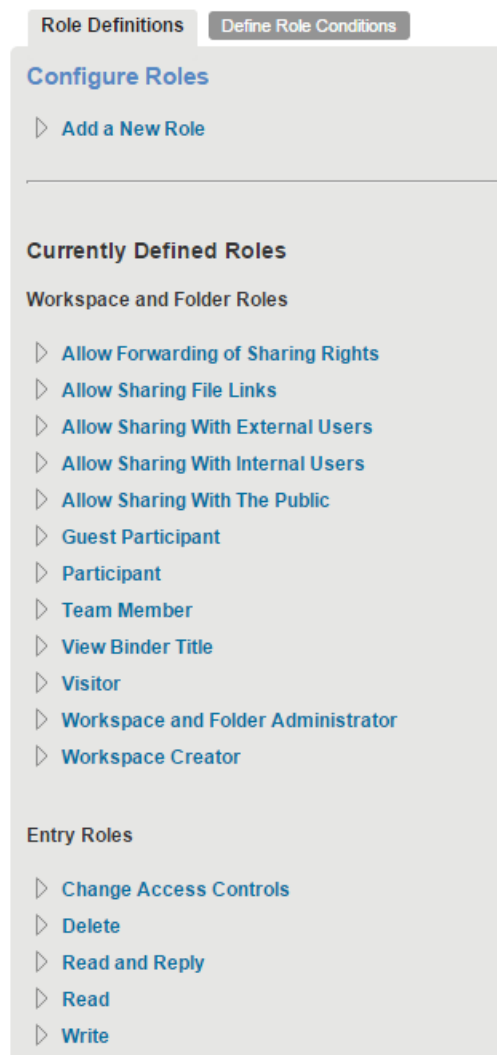 Role Definitions Define Role Conditions
Configure Roles
Add a New Role
Currently Defined Roles
Workspace and Folder Roles
Allow Forwarding of Sharing Rights
Allow Sharing File Links
Allow Sharing With External Users
Allow Sharing With Internal Users
Allow Sharing With The Public
Guest Participant
Participant
Team Member
View Binder Title
Visitor
Workspace and Folder Administrator
Workspace Creator
Entry Roles
Change Access Controls
Delete
Read and Reply
Read
Write